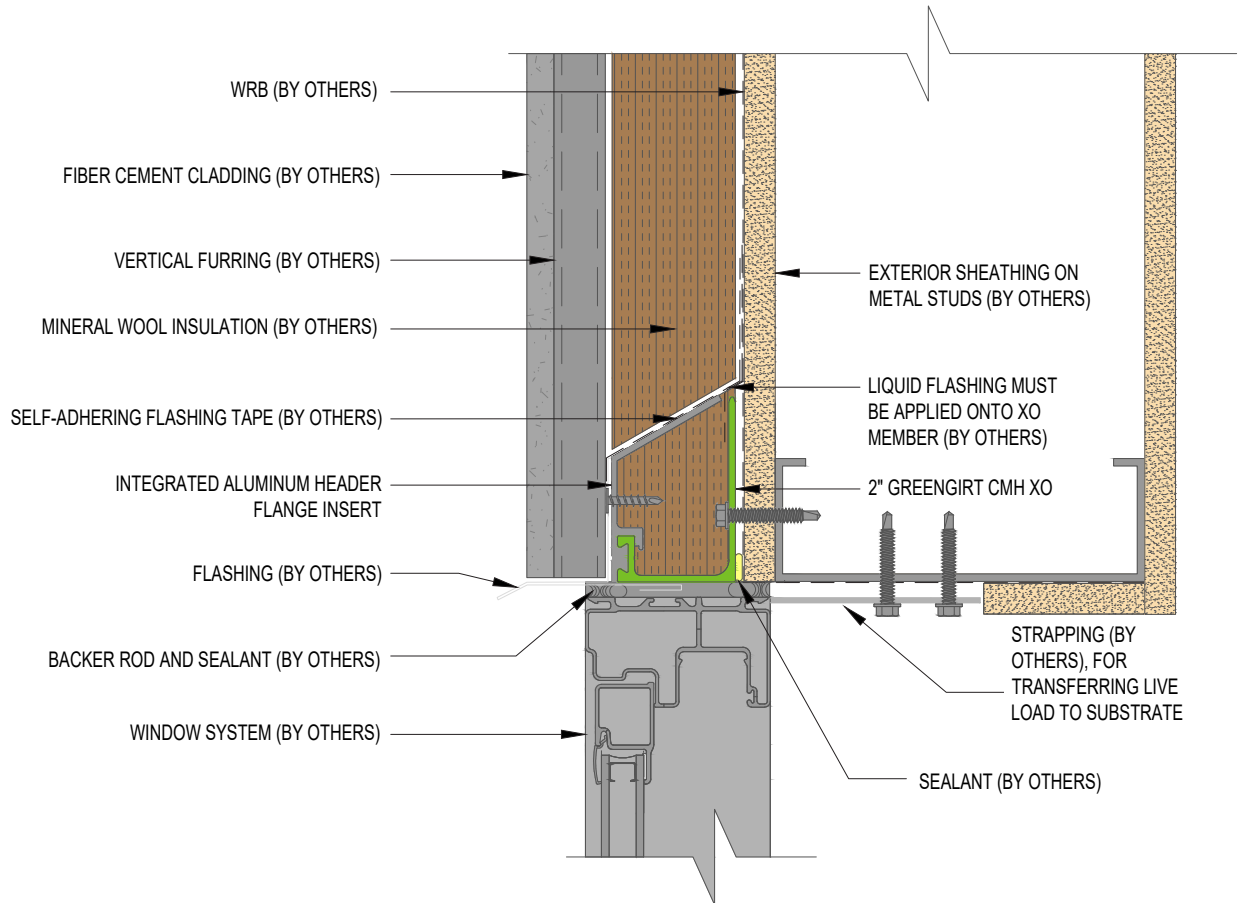 WRB (BY OTHERS)
FIBER CEMENT CLADDING (BY OTHERS)
VERTICAL FURRING (BY OTHERS)
MINERAL WOOL INSULATION (BY OTHERS)
SELF-ADHERING FLASHING TAPE (BY OTHERS)
INTEGRATED ALUMINUM HEADER
FLANGE INSERT
FLASHING (BY OTHERS)
BACKER ROD AND SEALANT (BY OTHERS)
WINDOW SYSTEM (BY OTHERS)
EXTERIOR SHEATHING ON
METAL STUDS (BY OTHERS)
LIQUID FLASHING MUST
BE APPLIED ONTO XO
MEMBER (BY OTHERS)
2" GREENGIRT CMH XO
STRAPPING (BY
OTHERS), FOR
TRANSFERRING LIVE
LOAD TO SUBSTRATE
SEALANT (BY OTHERS)